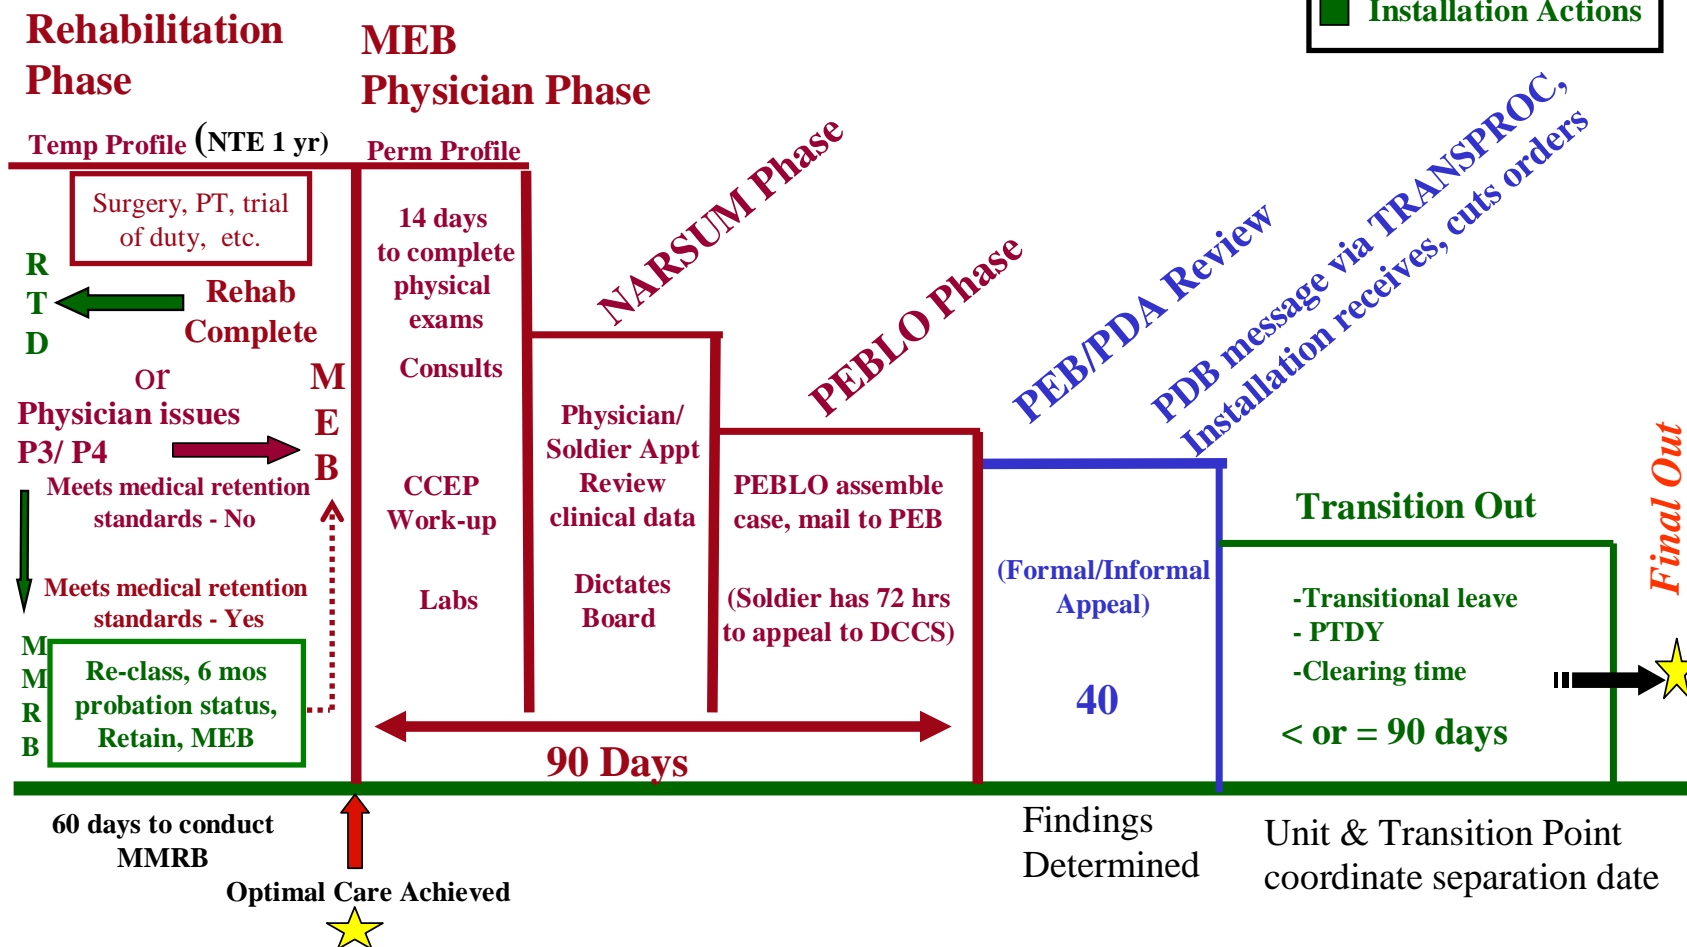 Installation Actions
Rehabilitation
Phase
MEB
Physician Phase
Temp Profile (NTE 1 yr)
Perm Profile
Surgery, PT, trial
of duty, etc.
R
T
D
Rehab
Complete
or
Physician issues
P3/ P4
M
E
B
Meets medical retention
standards - No
Meets medical retention
standards - Yes
M
M
R
B
Re-class, 6 mos
probation status,
Retain, MEB
14 days
to complete
physical
exams
Consults
CCEP
Work-up
Labs
NARSUM Phase
Physician/
Soldier Appt
Review
clinical data
Dictates
Board
PEBLO Phase
PEBLO assemble
case, mail to PEB
(Soldier has 72 hrs
to appeal to DCCS)
90 Days
PEB/PDA Review
(Formal/Informal
Appeal)
40
PDB message via TRANSPROC,
Installation receives, cuts orders
Transition Out
-Transitional leave
- PTDY
-Clearing time
< or = 90 days
Final Out
60 days to conduct
MMRB
Optimal Care Achieved
Findings
Determined
Unit & Transition Point
coordinate separation date